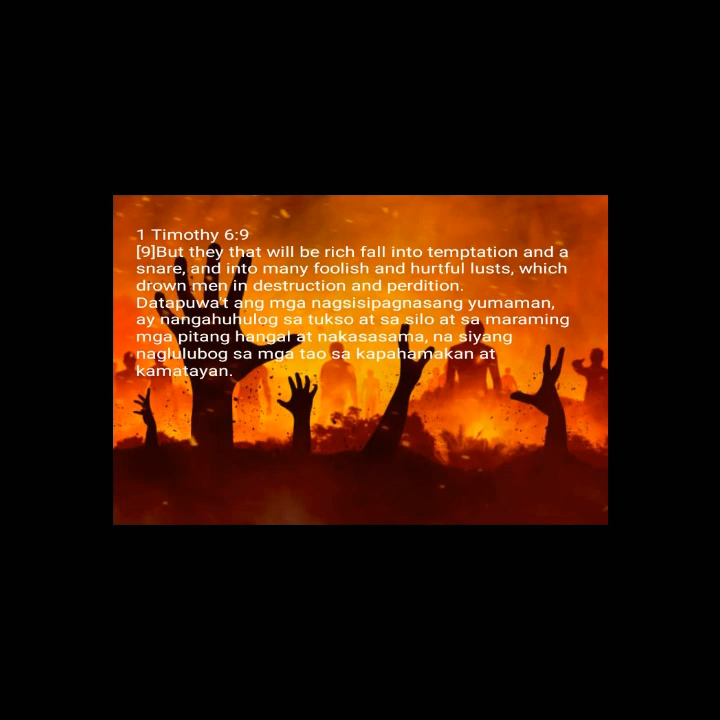 1 Timothy 6:9
[9]But they that will be rich fall into temptation and a
snare, and into many foolish and hurtful lusts, which
drown men in destruction and perdition.
Datapuwa't ang mga nagsisipagnasang yumaman,
ay nangahuhulog sa tukso at sa silo at sa maraming
mga pitang hangal at nakasasama, na siyang
naglulubog sa mga tao sa kapahamakan at
kamatayan.